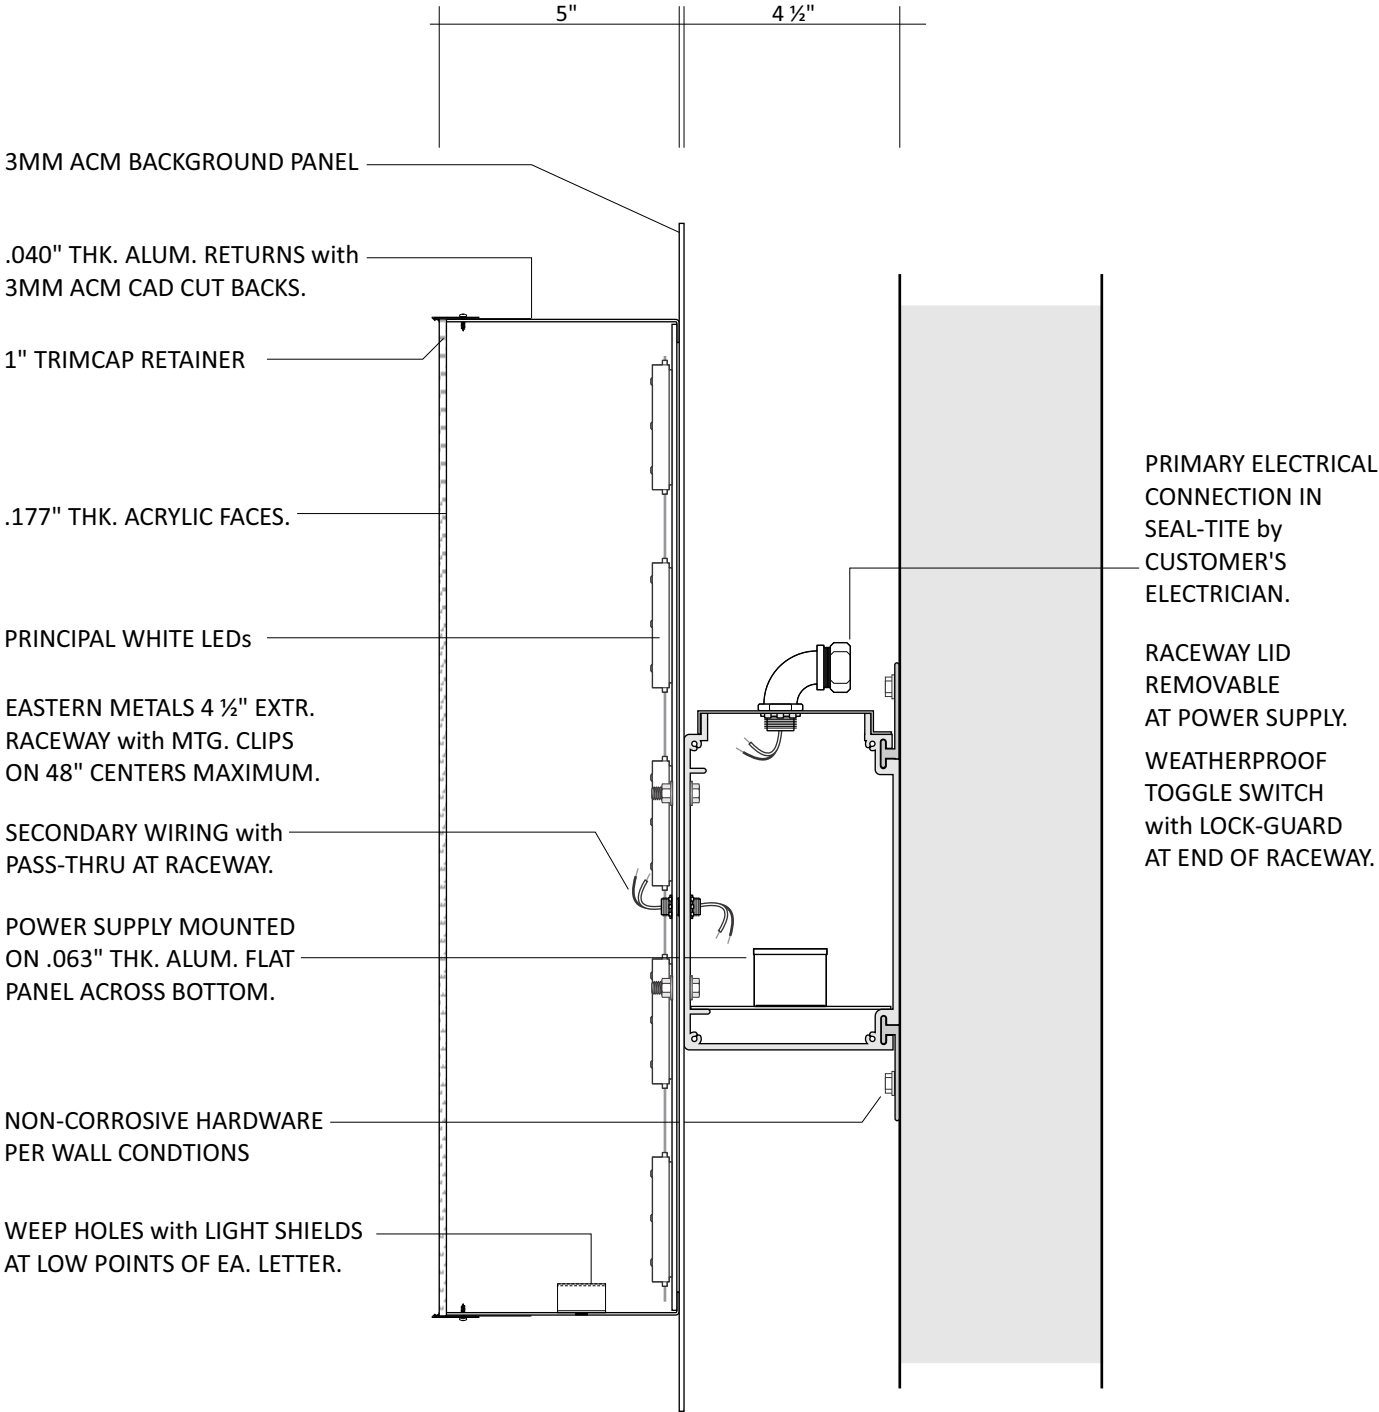 5"
4 ½"
3MM ACM BACKGROUND PANEL
.040" THK. ALUM. RETURNS with
3MM ACM CAD CUT BACKS.
1" TRIMCAP RETAINER
.177" THK. ACRYLIC FACES.
PRINCIPAL WHITE LEDs
EASTERN METALS 4 ½" EXTR.
RACEWAY with MTG. CLIPS
ON 48" CENTERS MAXIMUM.
SECONDARY WIRING with
PASS-THRU AT RACEWAY.
POWER SUPPLY MOUNTED
ON .063" THK. ALUM. FLAT
PANEL ACROSS BOTTOM.
NON-CORROSIVE HARDWARE
PER WALL CONDTIONS
WEEP HOLES with LIGHT SHIELDS
AT LOW POINTS OF EA. LETTER.
PRIMARY ELECTRICAL
CONNECTION IN
SEAL-TITE by
CUSTOMER'S
ELECTRICIAN.
RACEWAY LID
REMOVABLE
AT POWER SUPPLY.
WEATHERPROOF
TOGGLE SWITCH
with LOCK-GUARD
AT END OF RACEWAY.